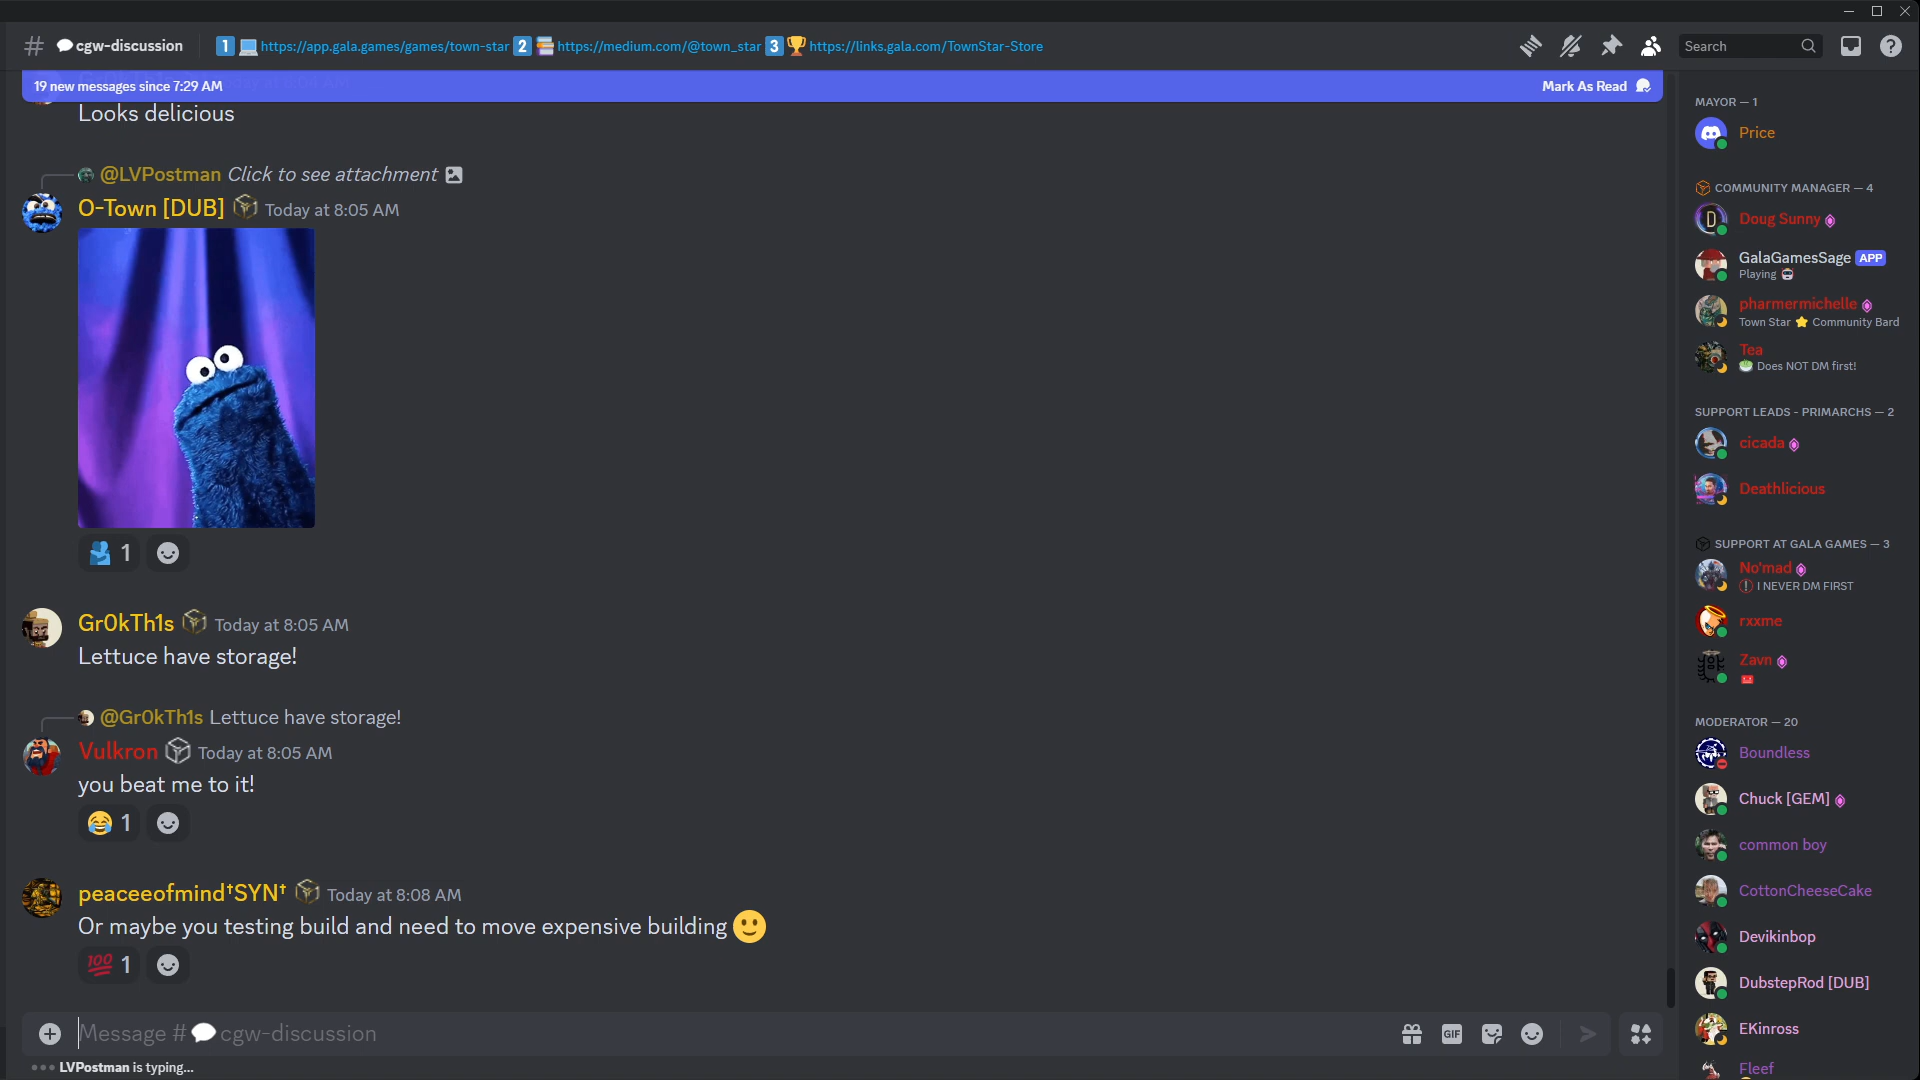 cgw-discussion
1 https://app.gala.games/games/town-star 2 https://medium.com/@town_star 3 https://links.gala.com/TownStar-Store
Search
19 new messages since 7:29 AM
Mark As Read
Looks delicious
@LVPostman Click to see attachment
O-Town [DUB] Today at 8:05 AM
1
Gr0kTh1s Today at 8:05 AM
Lettuce have storage!
@Gr0kTh1s Lettuce have storage!
Vulkron Today at 8:05 AM
you beat me to it!
1
peaceeofmind†SYN† Today at 8:08 AM
Or maybe you testing build and need to move expensive building
100 1
Message # cgw-discussion
GIF
LVPostman is typing...
MAYOR — 1
Price
COMMUNITY MANAGER — 4
D
Doug Sunny
GalaGamesSage APP
Playing
pharmermichelle
Town Star Community Bard
Tea
Does NOT DM first!
SUPPORT LEADS - PRIMARCHS — 2
cicada
Deathlicious
SUPPORT AT GALA GAMES — 3
No'mad
I NEVER DM FIRST
rxxme
Zavn
MODERATOR — 20
Boundless
Chuck [GEM]
common boy
CottonCheeseCake
Devikinbop
DubstepRod [DUB]
EKinross
Fleef